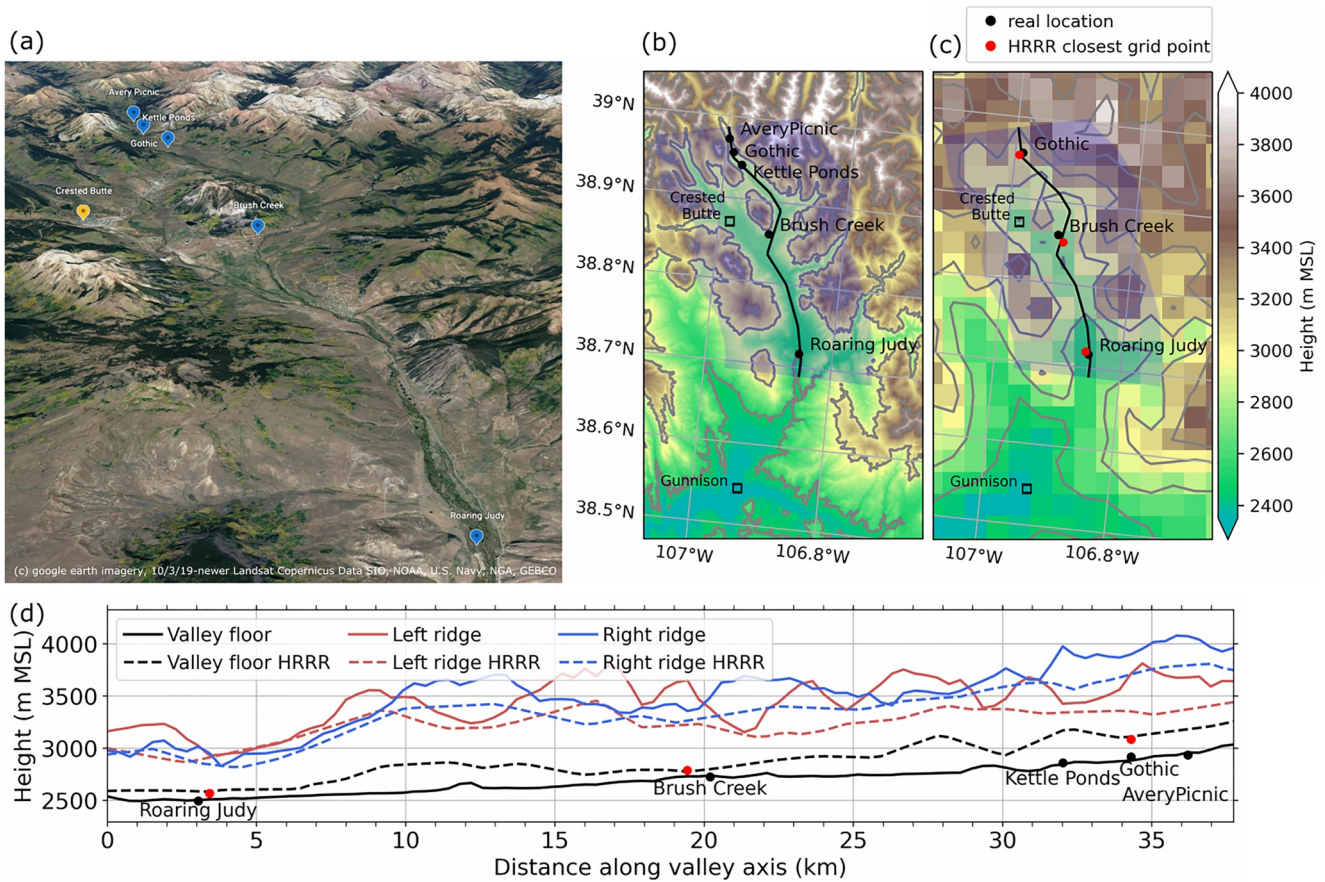 (a)
Avery Picnic
Kettle Ponds
Gothic
Crested Butte
Brush Creek
Roaring Judy
(c) google earth imagery, 10/3/19-newer Landsat Copernicus Data SIO, NOAA, U.S. Navy, NGA, GEBCO
(b)
39°N
38.9°N
38.8°N
38.7°N
38.6°N
38.5°N
AveryPicnic
Gothic
Kettle Ponds
Crested
Butte
Brush Creek
Roaring Judy
Gunnison
107°W
106.8°W
(c)
real location
HRRR closest grid point
Gothic
Crested
Butte
Brush Creek
Roaring Judy
Gunnison
107°W
106.8°W
4000
3800
3600
3400
3200
3000
2800
2600
2400
Height (m MSL)
(d)
Height (m MSL)
4000
3500
3000
2500
Valley floor
Left ridge
Right ridge
Valley floor HRRR
Left ridge HRRR
Right ridge HRRR
Roaring Judy
Brush Creek
Kettle Ponds
Gothic
AveryPicnic
0
5
10
15
20
25
30
35
Distance along valley axis (km)